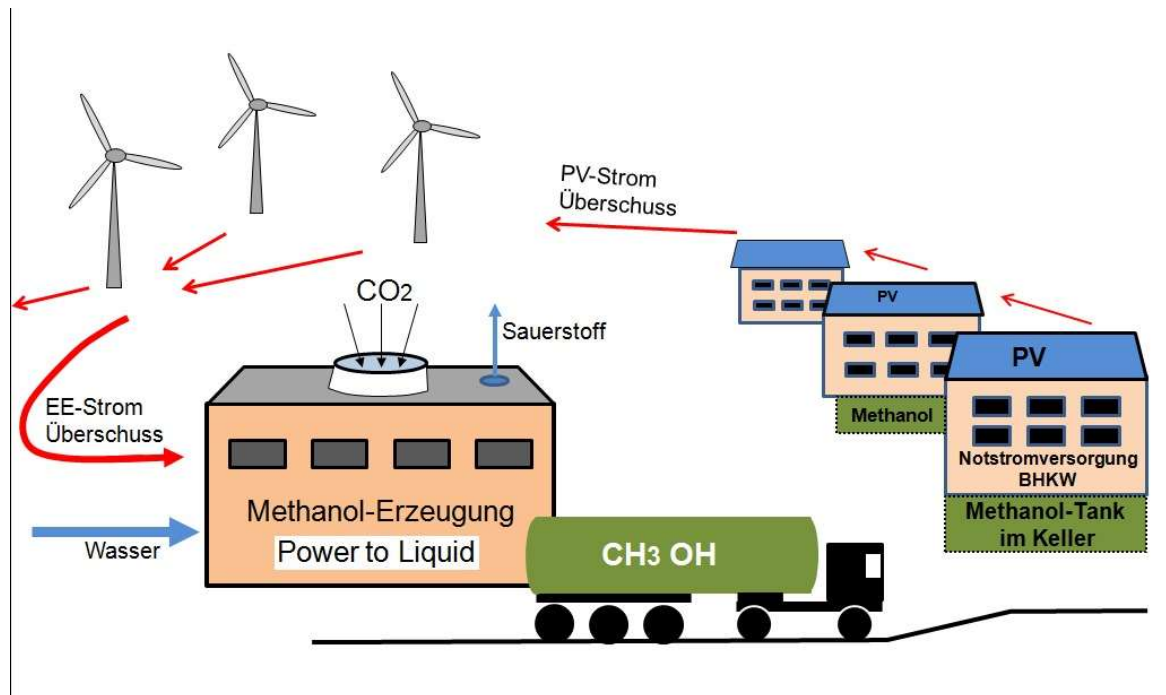 PV-Strom
Überschuss
CO2
Sauerstoff
PV
PV
EE-Strom
Überschuss
Methanol
Notstromversorgung
BHKW
Methanol-Erzeugung
Power to Liquid
Wasser
Methanol-Tank
im Keller
CH3 OH